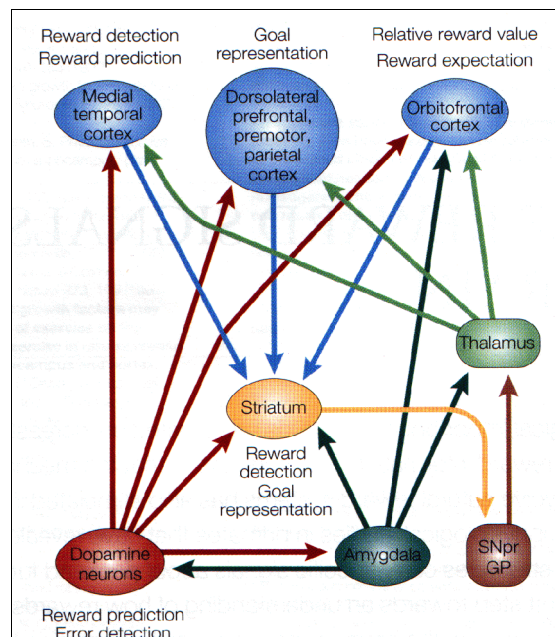 Reward detection
Reward prediction
Goal
representation
Relative reward value
Reward expectation
Medial
temporal
cortex
Dorsolateral
prefrontal,
premotor,
parietal
cortex
Orbitofrontal
cortex
Thalamus
Striatum
Reward
detection
Goal
representation
Dopamine
neurons
Amygdala
SNpr
GP
Reward prediction
Error detection